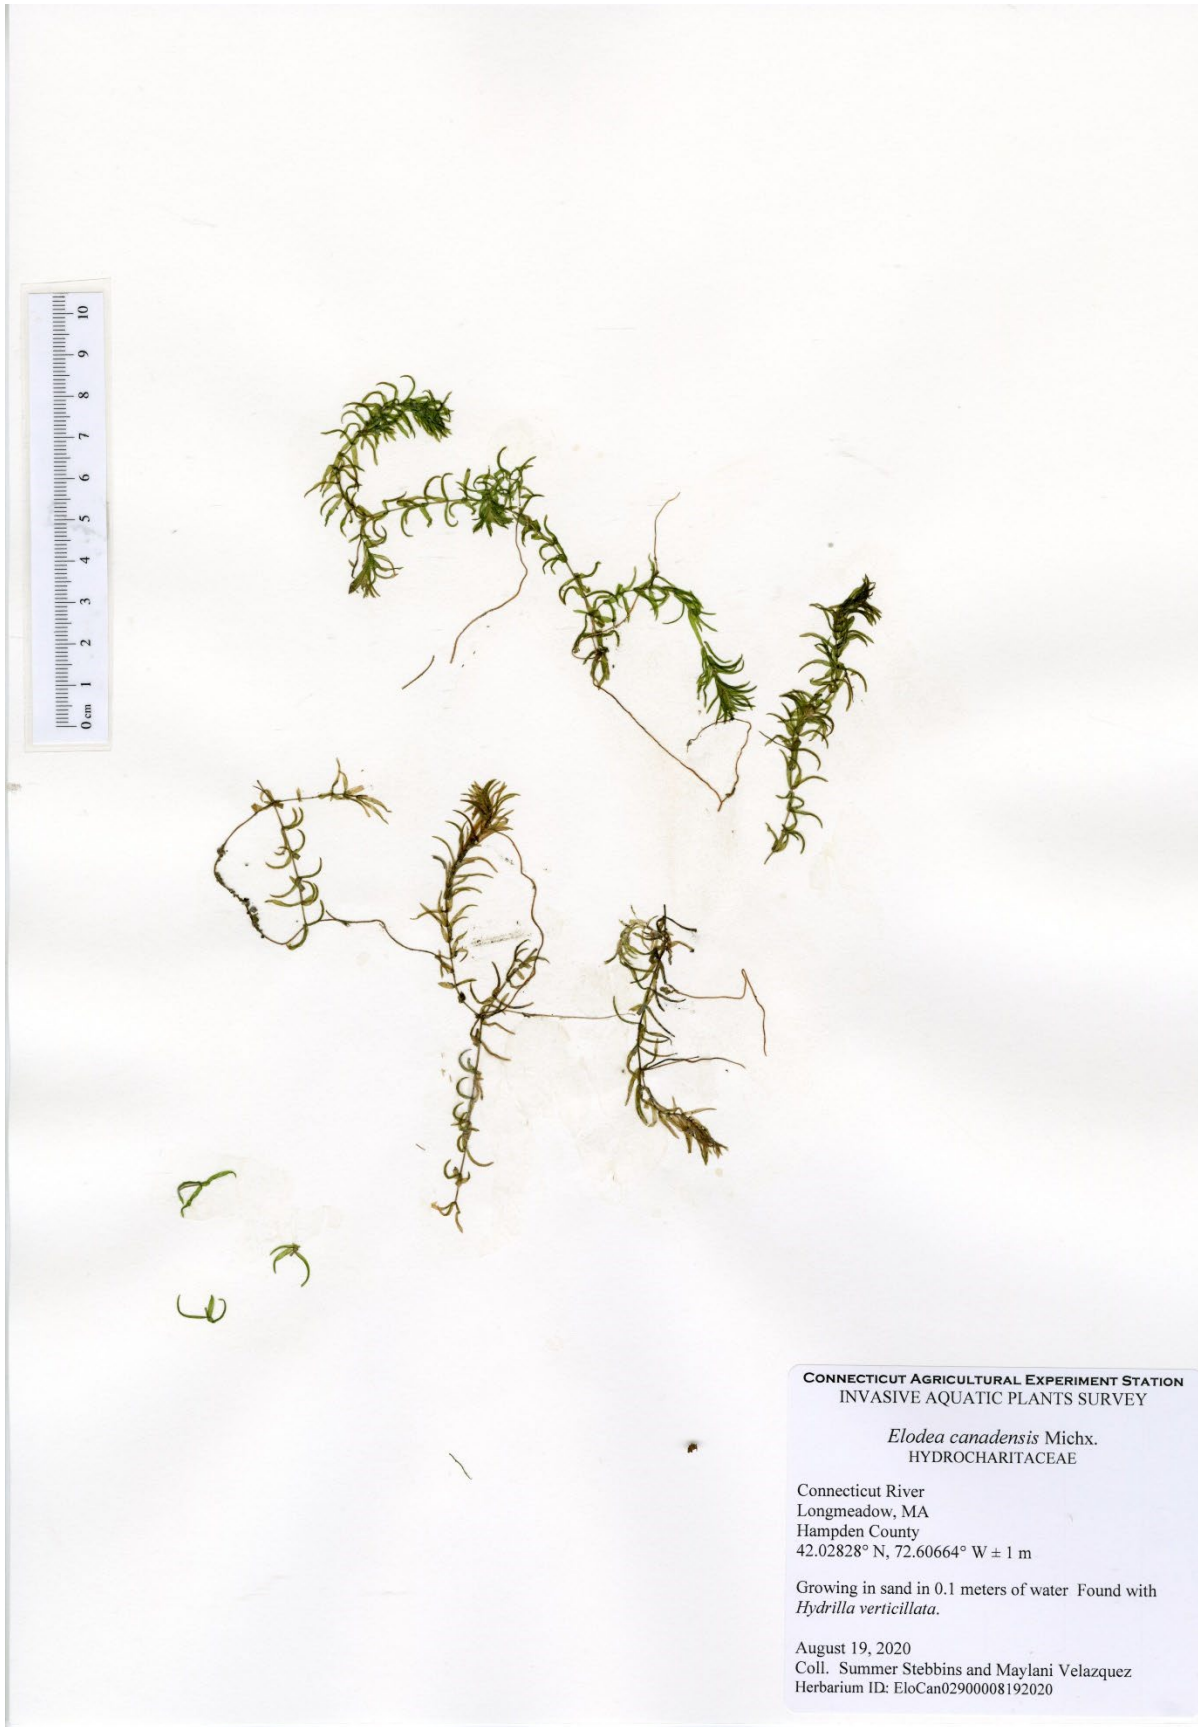 10
9
8
7
6
5
4
3
2
1
0 cm
CONNECTICUT AGRICULTURAL EXPERIMENT STATION
INVASIVE AQUATIC PLANTS SURVEY
Elodea canadensis Michx.
HYDROCHARITACEAE
Connecticut River
Longmeadow, MA
Hampden County
42.02828° N, 72.60664° W ± 1 m
Growing in sand in 0.1 meters of water Found with
Hydrilla verticillata.
August 19, 2020
Coll. Summer Stebbins and Maylani Velazquez
Herbarium ID: EloCan02900008192020